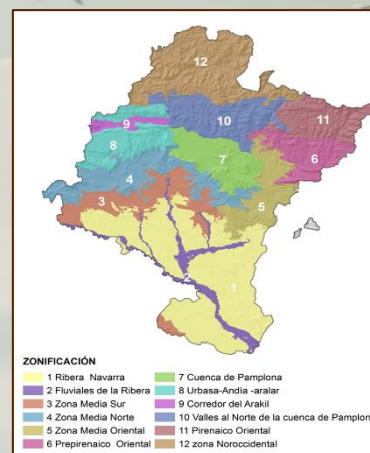 12
11
10
9
8
7
6
4
3
5
2
1
ZONIFICACIÓN
1 Ribera Navarra
2 Fluviales de la Ribera
3 Zona Media Sur
4 Zona Media Norte
5 Zona Media Oriental
6 Prepirenaico Oriental
7 Cuenca de Pamplona
8 Urbasa-Andia -aralar
9 Corredor del Arakil
10 Valles al Norte de la cuenca de Pamplon
11 Pirenaico Oriental
12 zona Noroccidental